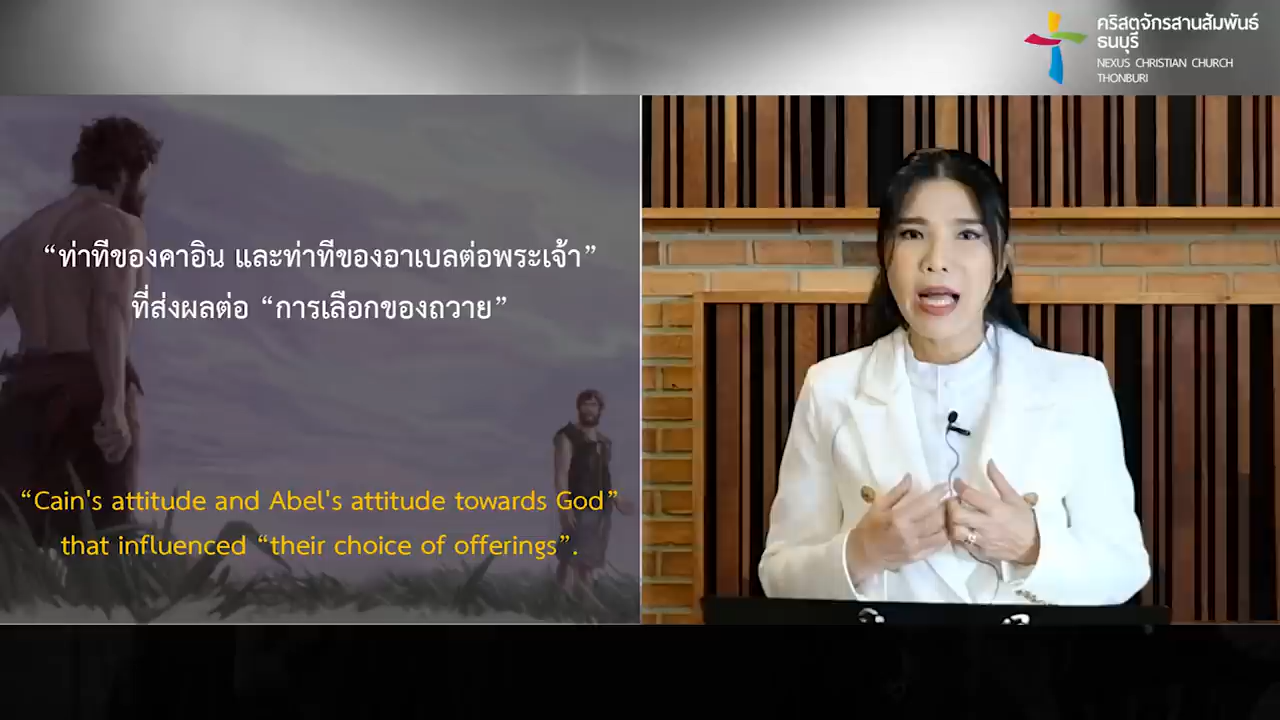 คริสตจักรสานสัมพันธ์
ธนบุรี
NEXUS CHRISTIAN CHURCH
THONBURI
“ท่าทีของคาอิน และท่าทีของอาเบลต่อพระเจ้า”
ที่ส่งผลต่อ “การเลือกของถวาย”
“Cain's attitude and Abel's attitude towards God”
that influenced “their choice of offerings”.